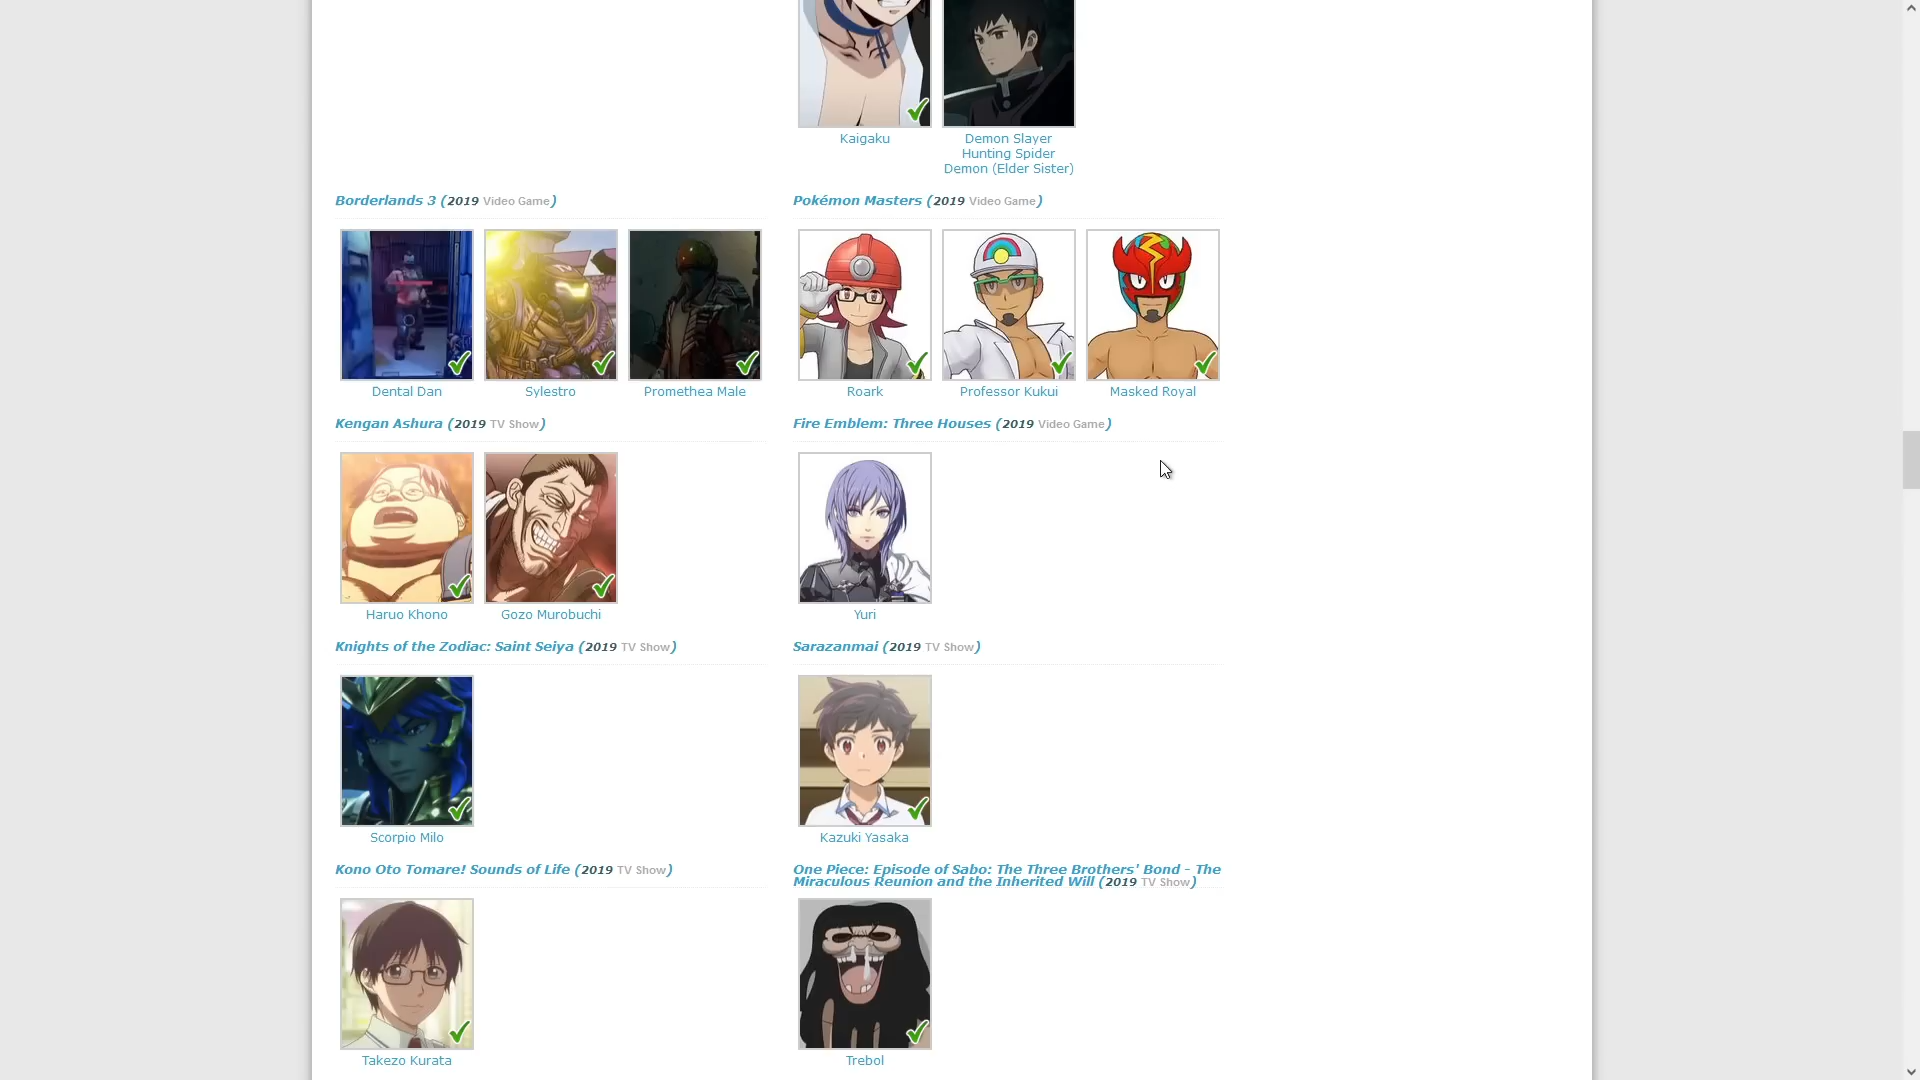 Kaigaku
Demon Slayer
Hunting Spider
Demon (Elder Sister)
Borderlands 3 (2019 Video Game)
Pokémon Masters (2019 Video Game)
Dental Dan
Sylestro
Promethea Male
Roark
Professor Kukui
Masked Royal
Kengan Ashura (2019 TV Show)
Fire Emblem: Three Houses (2019 Video Game)
Haruo Khono
Gozo Murobuchi
Yuri
Knights of the Zodiac: Saint Seiya (2019 TV Show)
Sarazanmai (2019 TV Show)
Scorpio Milo
Kazuki Yasaka
Kono Oto Tomare! Sounds of Life (2019 TV Show)
One Piece: Episode of Sabo: The Three Brothers' Bond - The
Miraculous Reunion and the Inherited Will (2019 TV Show)
Takezo Kurata
Trebol